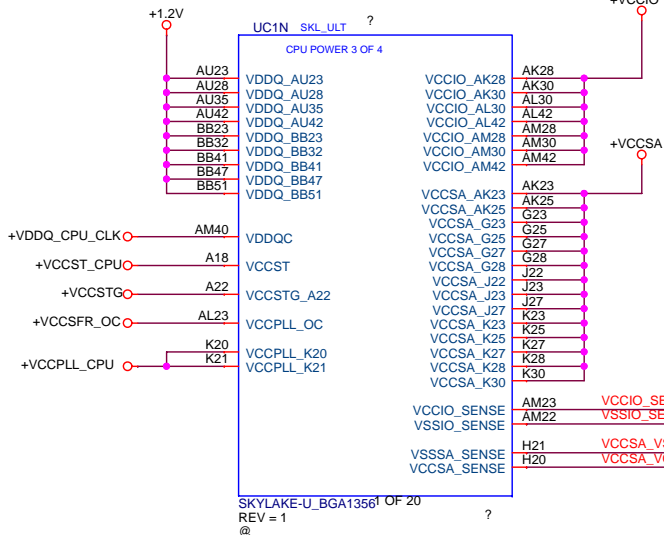 +1.2V
?
+VCCIO
UC1N SKL_ULT
CPU POWER 3 OF 4
AU23 VDDQ_AU23
AU28 VDDQ_AU28
AU35 VDDQ_AU35
AU42 VDDQ_AU42
BB23 VDDQ_BB23
BB32 VDDQ_BB32
BB41 VDDQ_BB41
BB47 VDDQ_BB47
BB51 VDDQ_BB51
VCCIO_AK28 AK28
VCCIO_AK30 AK30
VCCIO_AL30 AL30
VCCIO_AL42 AL42
VCCIO_AM28 AM28
VCCIO_AM30 AM30
VCCIO_AM42 AM42
+VCCSA
VCCSA_AK23 AK23
VCCSA_AK25 AK25
VCCSA_G23 G23
VCCSA_G25 G25
VCCSA_G27 G27
VCCSA_G28 G28
VCCSA_J22 J22
VCCSA_J23 J23
VCCSA_J27 J27
VCCSA_K23 K23
VCCSA_K25 K25
VCCSA_K27 K27
VCCSA_K28 K28
VCCSA_K30 K30
+VDDQ_CPU_CLK AM40 VDDQC
+VCCST_CPU A18 VCCST
+VCCSTG A22 VCCSTG_A22
+VCCSFR_OC AL23 VCCPLL_OC
K20 VCCPLL_K20
+VCCPLL_CPU K21 VCCPLL_K21
VCCIO_SENSE AM23 VCCIO_SE
VSSIO_SENSE AM22 VSSIO_SE
VSSSA_SENSE H21 VCCSA_VS
VCCSA_SENSE H20 VCCSA_VC
SKYLAKE-U_BGA1356
1 OF 20
REV = 1
?
@